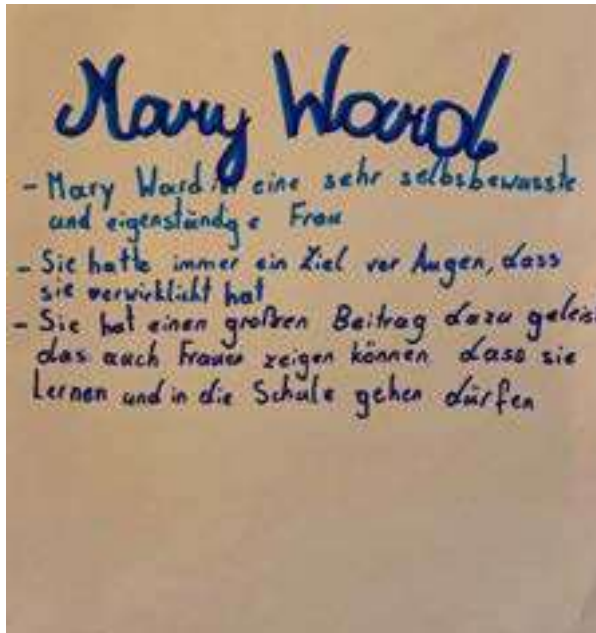 Mary Ward
- Mary Ward eine sehr selbsbewusste
und eigenständige Frau
- Sie hatte immer ein Ziel vor Augen, dass
sie verwirklicht hat
- Sie hat einen großen Beitrag dazu geleis
das auch Frauen zeigen können dass sie
Lernen und in die Schule gehen dürfen